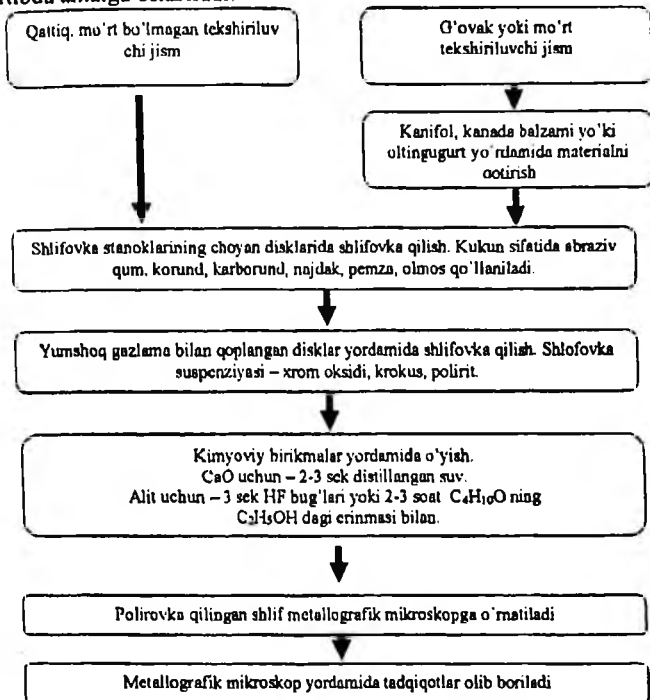 Qattiq, mo'rt bo'lmagan tekshiriluv
chi jism
G'ovak yoki mo'rt
tekshiriluvchi jism
Kanifol, kanada balzami yo'ki
oltingugurt yo'rdamida materialni
qotirish
Shlifovka stanoklarining choyan disklarida shlifovka qilish. Kukun sifatida abraziv
qum, korund, karborund, najdak, pemza, olmos qo'llaniladi.
Yumshoq gazlama bilan qoplangan disklar yordamida shlifovka qilish. Shlofovka
suspenziyasi – xrom oksidi, krokus, polirit.
Kimyoviy birikmalar yordamida o'yish.
CaO uchun – 2-3 sek distillangan suv.
Alit uchun – 3 sek HF bug'lari yoki 2-3 soat C₄H₁₀O ning
C₂H₅OH dagi erinmasi bilan.
Polirovka qilingan shlif metallografik mikroskopga o'rnatiladi
Metallografik mikroskop yordamida tadqiqotlar olib boriladi